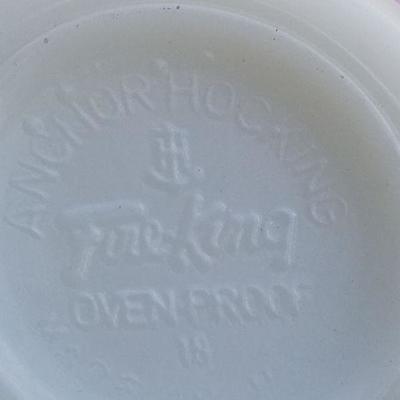 ANCHOR HOCKING
Fire-King
OVEN-PROOF
18